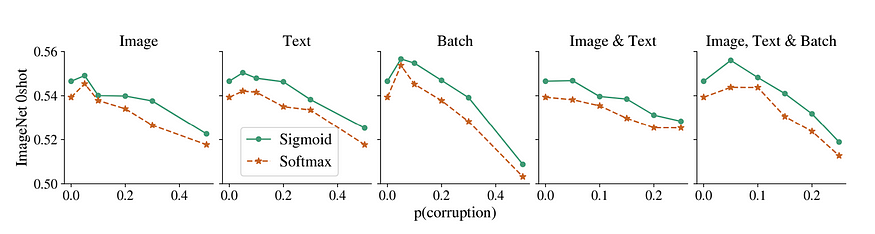 Image
Text
Batch
Image & Text
Image, Text & Batch
ImageNet 0shot
0.56
0.54
0.52
0.50
Sigmoid
Softmax
0.0 0.2 0.4
0.0 0.2 0.4
0.0 0.2 0.4
0.0 0.1 0.2
0.0 0.1 0.2
p(corruption)